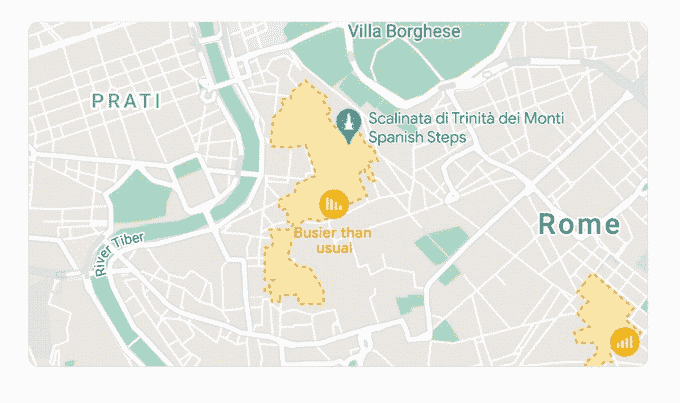 Villa Borghese
PRATI
Scalinata di Trinità dei Monti
Spanish Steps
Rome
Busier than
usual
River Tiber